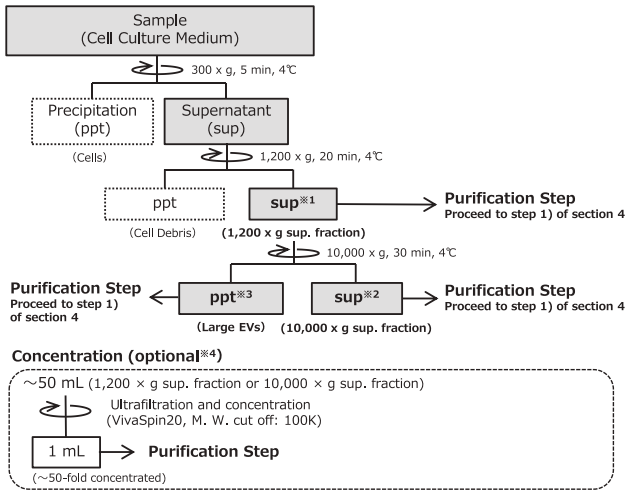 Sample
(Cell Culture Medium)
300 x g, 5 min, 4℃
Precipitation
(ppt)
Supernatant
(sup)
(Cells)
1,200 x g, 20 min, 4℃
ppt
sup※1
Purification Step
Proceed to step 1) of section 4
(Cell Debris)
(1,200 x g sup. fraction)
10,000 x g, 30 min, 4℃
Purification Step
Proceed to step 1)
of section 4
ppt※3
sup※2
Purification Step
Proceed to step 1) of section 4
(Large EVs)
(10,000 x g sup. fraction)
Concentration (optional※4)
～50 mL (1,200 × g sup. fraction or 10,000 × g sup. fraction)
Ultrafiltration and concentration
(VivaSpin20, M. W. cut off: 100K)
1 mL
Purification Step
(～50-fold concentrated)